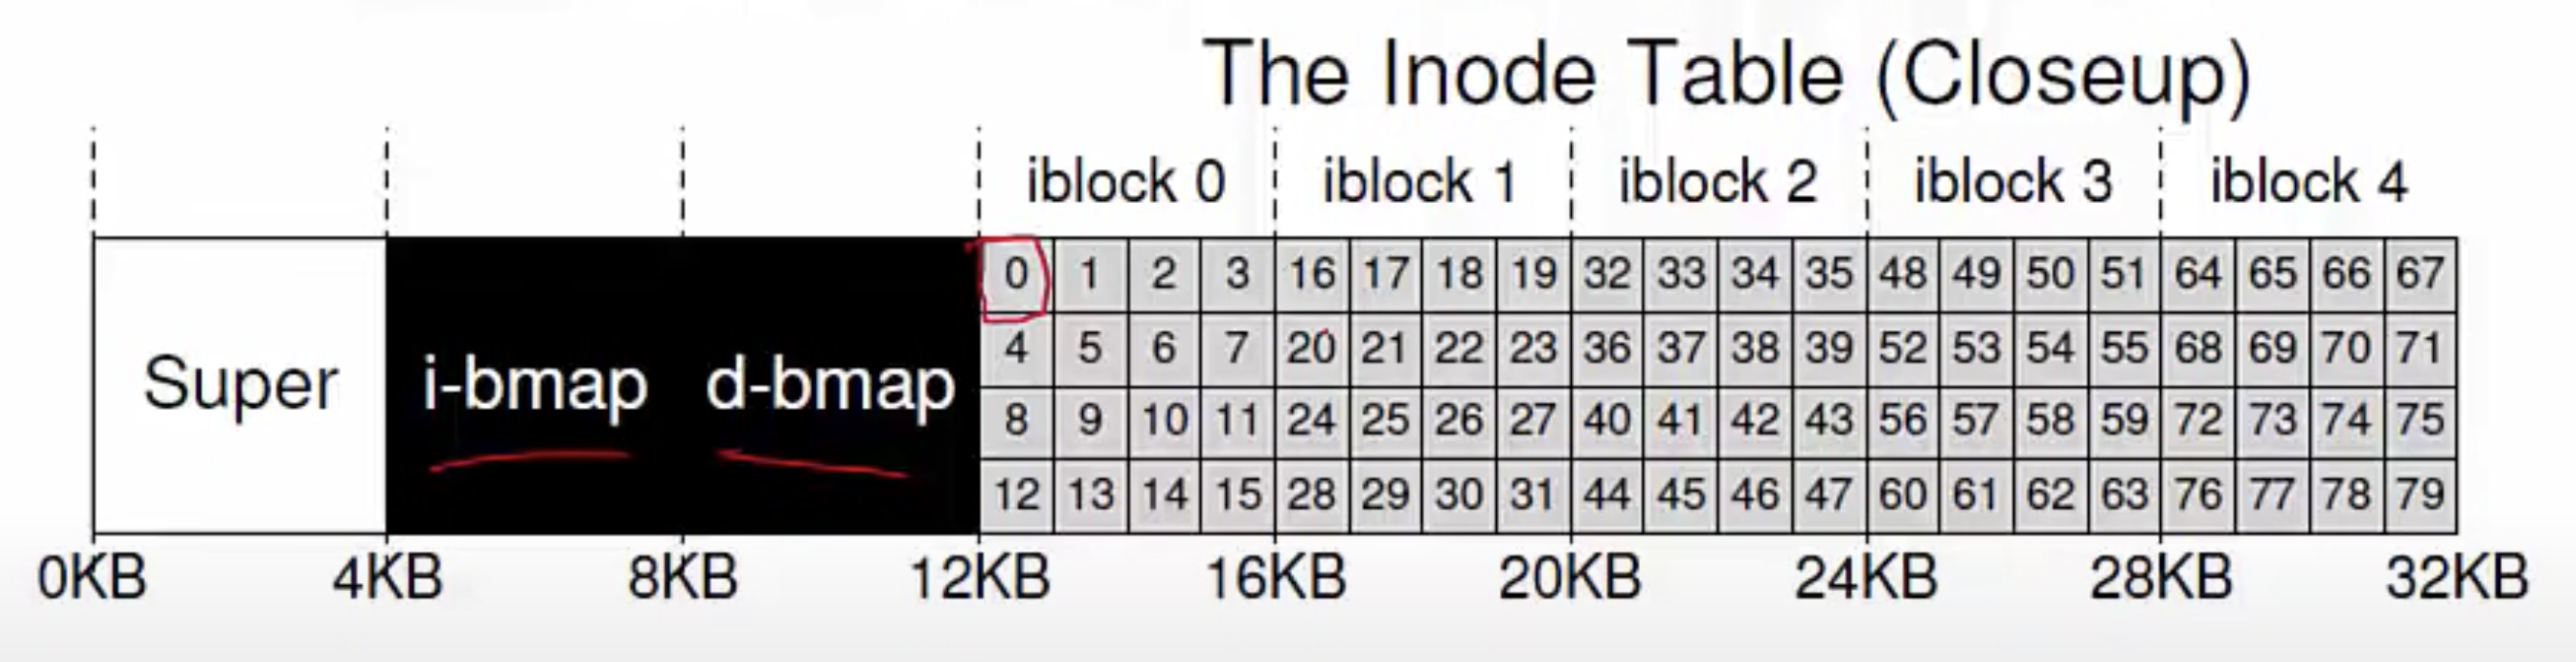 The Inode Table (Closeup)
iblock 0 iblock 1 iblock 2 iblock 3 iblock 4
Super i-bmap d-bmap
0 1 2 3 16 17 18 19 32 33 34 35 48 49 50 51 64 65 66 67
4 5 6 7 20 21 22 23 36 37 38 39 52 53 54 55 68 69 70 71
8 9 10 11 24 25 26 27 40 41 42 43 56 57 58 59 72 73 74 75
12 13 14 15 28 29 30 31 44 45 46 47 60 61 62 63 76 77 78 79
0KB 4KB 8KB 12KB 16KB 20KB 24KB 28KB 32KB